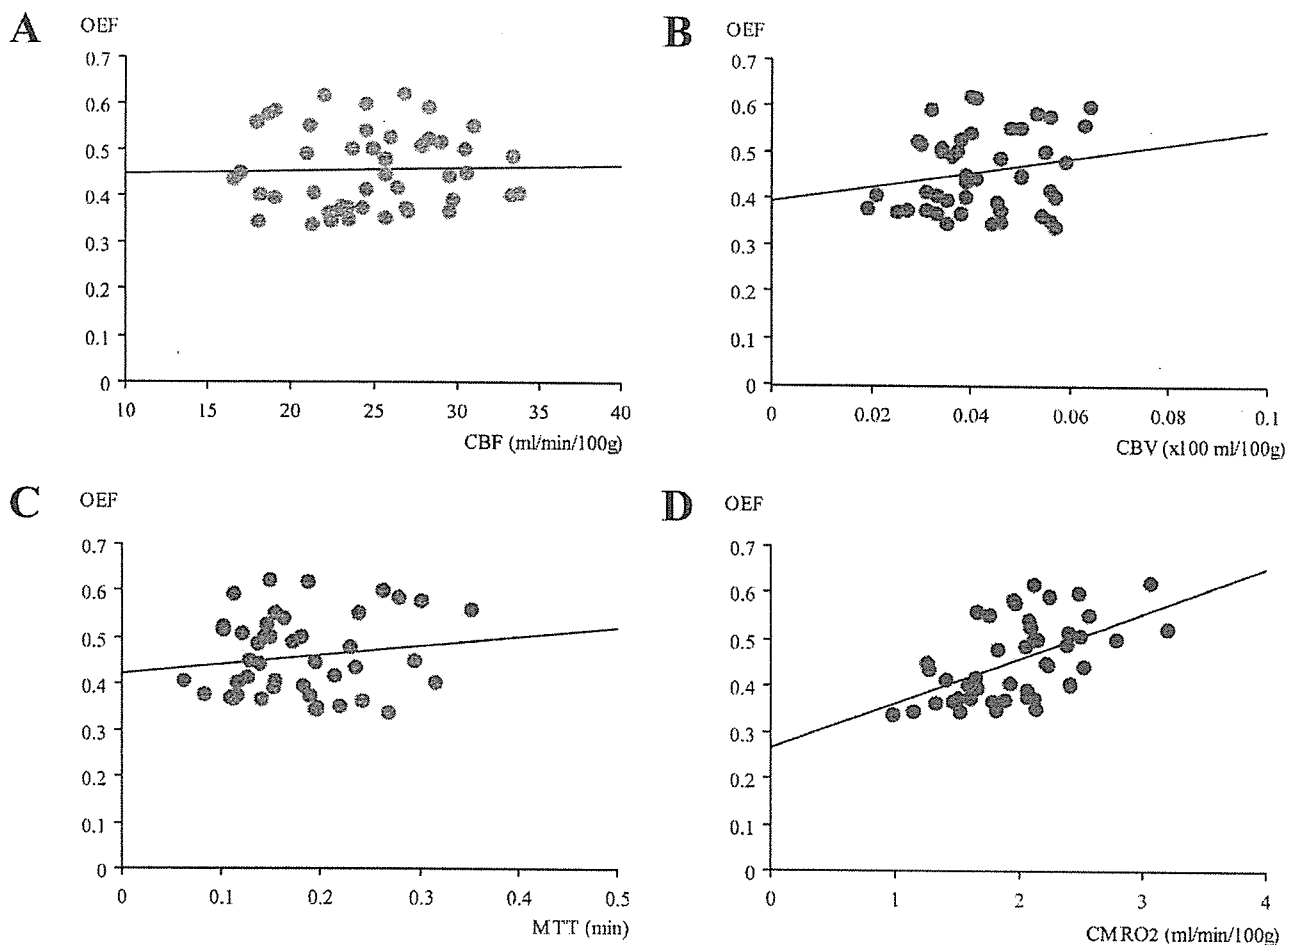 A
OEF
0.7
0.6
0.5
0.4
0.3
0.2
0.1
0
10 15 20 25 30 35 40
CBF (ml/min/100g)
B
OEF
0.7
0.6
0.5
0.4
0.3
0.2
0.1
0
0 0.02 0.04 0.06 0.08 0.1
CBV (x100 ml/100g)
C
OEF
0.7
0.6
0.5
0.4
0.3
0.2
0.1
0
0 0.1 0.2 0.3 0.4 0.5
MTT (min)
D
OEF
0.7
0.6
0.5
0.4
0.3
0.2
0.1
0
0 1 2 3 4
CMRO2 (ml/min/100g)